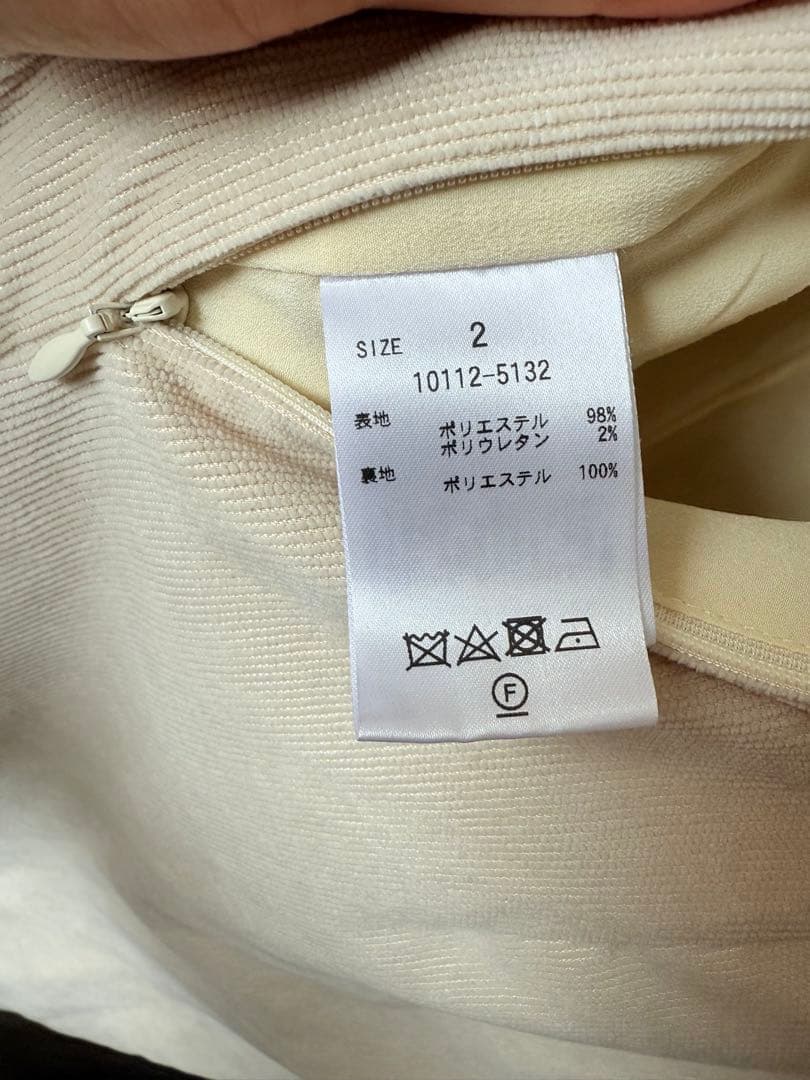 SIZE 2
10112-5132
表地 ポリエステル 98%
ポリウレタン 2%
裏地 ポリエステル 100%
F